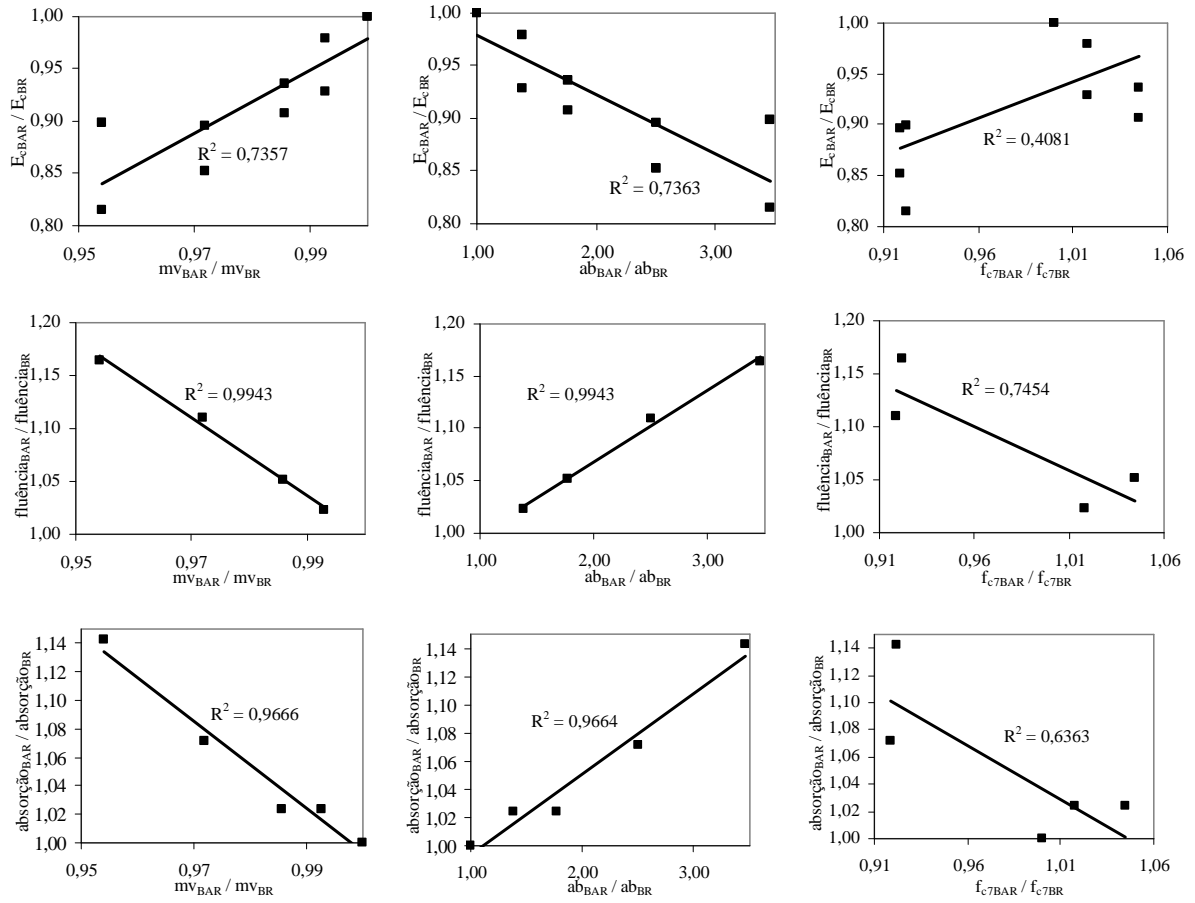 1,00
0,95
0,90
0,85
0,80
E_cBAR / E_cBR
R² = 0,7357
0,95 0,97 0,99
mv_BAR / mv_BR
1,00
0,95
0,90
0,85
0,80
E_cBAR / E_cBR
R² = 0,7363
1,00 2,00 3,00
ab_BAR / ab_BR
1,00
0,95
0,90
0,85
0,80
E_cBAR / E_cBR
R² = 0,4081
0,91 0,96 1,01 1,06
f_c7BAR / f_c7BR
1,20
1,15
1,10
1,05
1,00
fluência_BAR / fluência_BR
R² = 0,9943
0,95 0,97 0,99
mv_BAR / mv_BR
1,20
1,15
1,10
1,05
1,00
fluência_BAR / fluência_BR
R² = 0,9943
1,00 2,00 3,00
ab_BAR / ab_BR
1,20
1,15
1,10
1,05
1,00
fluência_BAR / fluência_BR
R² = 0,7454
0,91 0,96 1,01 1,06
f_c7BAR / f_c7BR
1,14
1,12
1,10
1,08
1,06
1,04
1,02
1,00
absorção_BAR / absorção_BR
R² = 0,9666
0,95 0,97 0,99
mv_BAR / mv_BR
1,14
1,12
1,10
1,08
1,06
1,04
1,02
1,00
absorção_BAR / absorção_BR
R² = 0,9664
1,00 2,00 3,00
ab_BAR / ab_BR
1,14
1,12
1,10
1,08
1,06
1,04
1,02
1,00
absorção_BAR / absorção_BR
R² = 0,6363
0,91 0,96 1,01 1,06
f_c7BAR / f_c7BR